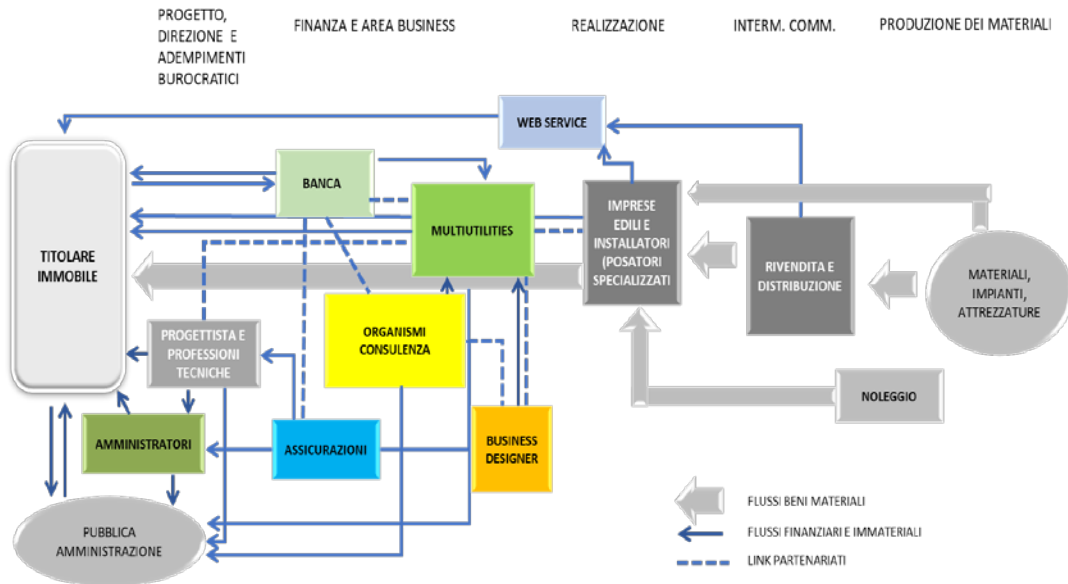 PROGETTO,
DIREZIONE E
ADEMPIMENTI
BUROCRATICI
FINANZA E AREA BUSINESS
REALIZZAZIONE
INTERM. COMM.
PRODUZIONE DEI MATERIALI
WEB SERVICE
BANCA
MULTIUTILITIES
IMPRESE
EDILI E
INSTALLATORI
(POSATORI
SPECIALIZZATI
RIVENDITA E
DISTRIBUZIONE
MATERIALI,
IMPIANTI,
ATTREZZATURE
TITOLARE
IMMOBILE
PROGETTISTA E
PROFESSIONI
TECNICHE
ORGANISMI
CONSULENZA
NOLEGGIO
AMMINISTRATORI
ASSICURAZIONI
BUSINESS
DESIGNER
PUBBLICA
AMMINISTRAZIONE
FLUSSI BENI MATERIALI
FLUSSI FINANZIARI E IMMATERIALI
LINK PARTENARIATI